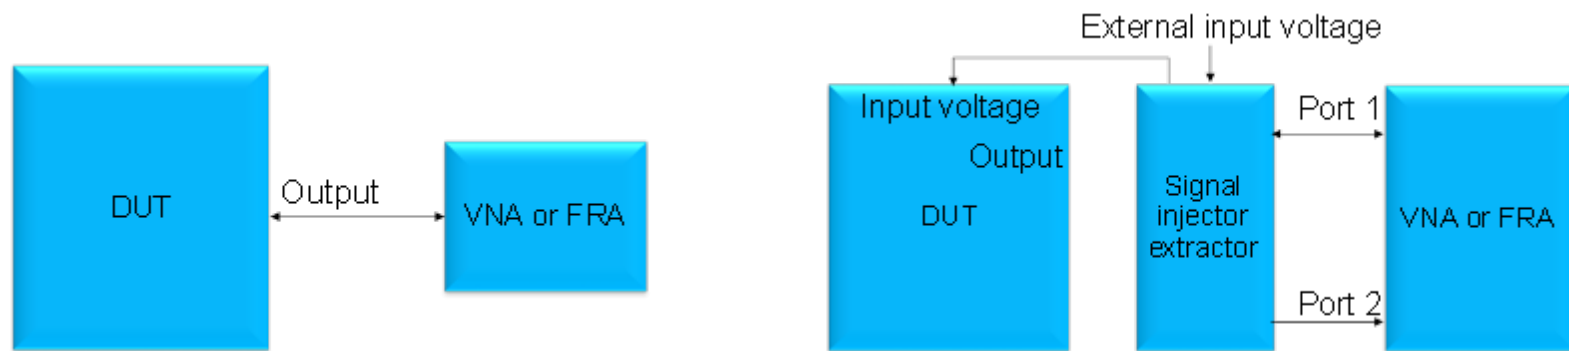 DUT
Output
VNA or FRA
External input voltage
Input voltage
Output
DUT
Signal
injector
extractor
Port 1
Port 2
VNA or FRA